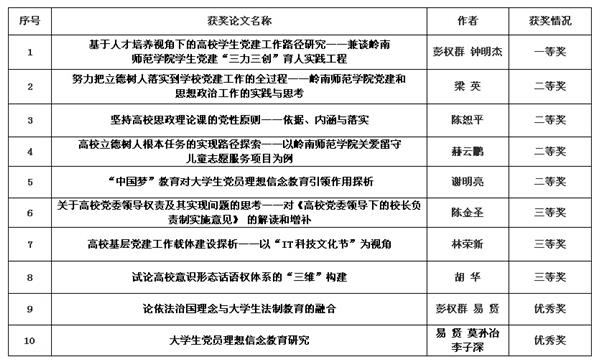 序号 获奖论文名称 作者 获奖情况
1 基于人才培养视角下的高校学生党建工作路径研究——兼谈岭南 彭权群 钟明杰 一等奖
师范学院学生党建“三力三创”育人实践工程
2 努力把立德树人落实到学校党建工作的全过程——岭南师范学院党建和 梁 英 二等奖
思想政治工作的实践与思考
3 坚持高校思政理论课的党性原则——依据、内涵与落实 陈恕平 二等奖
4 高校立德树人根本任务的实现路径探索——以岭南师范学院关爱留守 赫云鹏 二等奖
儿童志愿服务项目为例
5 “中国梦”教育对大学生党员理想信念教育引领作用探析 谢明亮 二等奖
6 关于高校党委领导权责及其实现问题的思考——对《高校党委领导下的校长负 陈金圣 三等奖
责制实施意见》 的解读和增补
7 高校基层党建工作载体建设探析——以“IT科技文化节”为视角 林荣新 三等奖
8 试论高校意识形态话语权体系的“三维”构建 胡 华 三等奖
9 论依法治国理念与大学生法制教育的融合 彭权群 易 贤 优秀奖
10 大学生党员理想信念教育研究 易 贤 莫孙冶 优秀奖
李子深